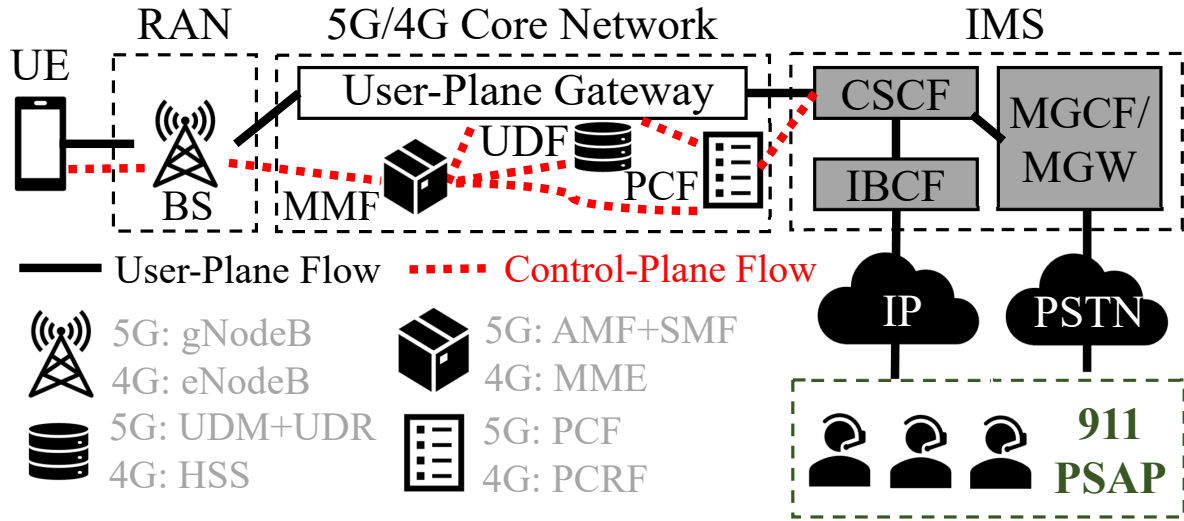 RAN
5G/4G Core Network
IMS
UE
User-Plane Gateway
CSCF
MGCF/
MGW
UDF
IBCF
PCF
MMF
BS
User-Plane Flow
Control-Plane Flow
IP
PSTN
5G: gNodeB
4G: eNodeB
5G: AMF+SMF
4G: MME
5G: UDM+UDR
4G: HSS
5G: PCF
4G: PCRF
911
PSAP